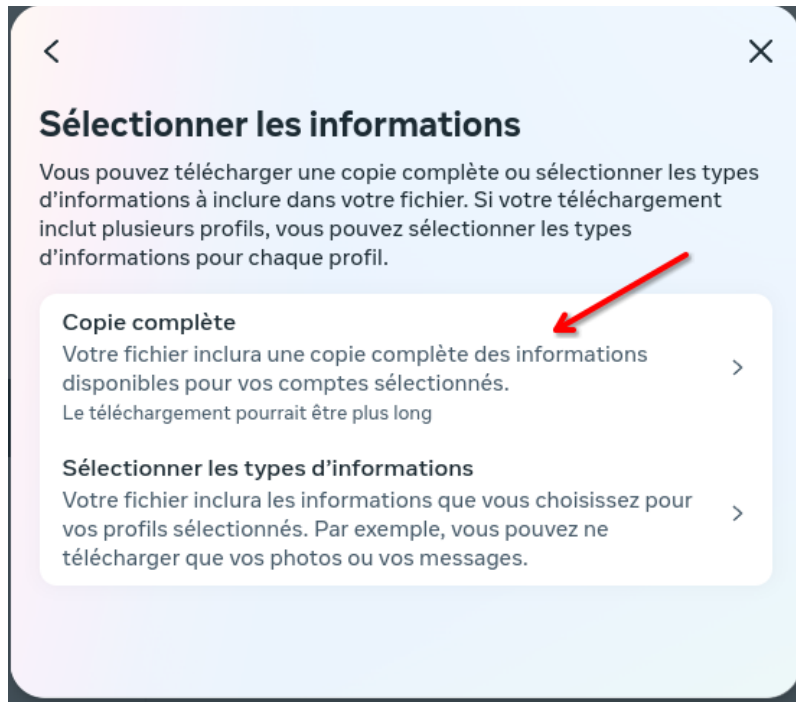 Sélectionner les informations
Vous pouvez télécharger une copie complète ou sélectionner les types
d’informations à inclure dans votre fichier. Si votre téléchargement
inclut plusieurs profils, vous pouvez sélectionner les types
d’informations pour chaque profil.
Copie complète
Votre fichier inclura une copie complète des informations
disponibles pour vos comptes sélectionnés.
Le téléchargement pourrait être plus long
Sélectionner les types d’informations
Votre fichier inclura les informations que vous choisissez pour
vos profils sélectionnés. Par exemple, vous pouvez ne
télécharger que vos photos ou vos messages.